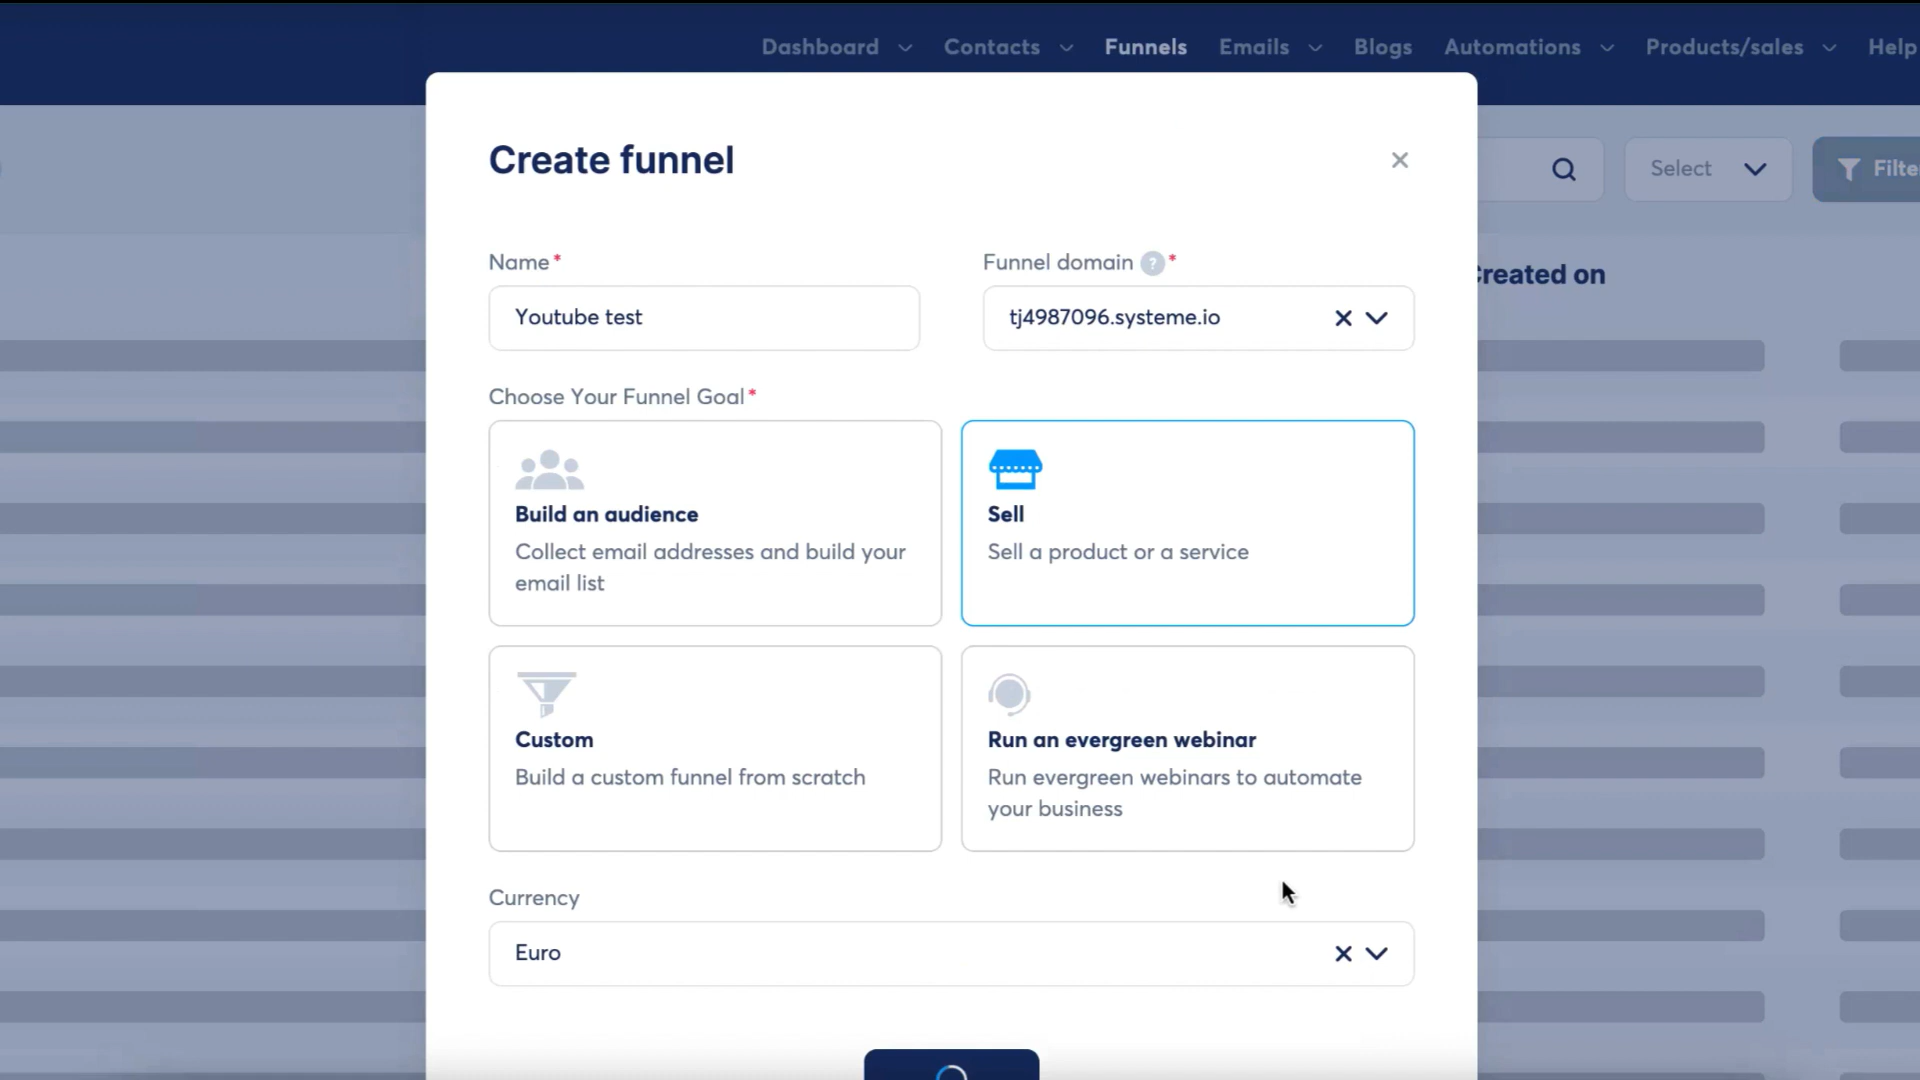 Dashboard Contacts Funnels Emails Blogs Automations Products/sales Help
Create funnel
Select
Name* Funnel domain ? *
Created on
Youtube test
tj4987096.systeme.io
Choose Your Funnel Goal*
Build an audience
Collect email addresses and build your
email list
Sell
Sell a product or a service
Custom
Build a custom funnel from scratch
Run an evergreen webinar
Run evergreen webinars to automate
your business
Currency
Euro